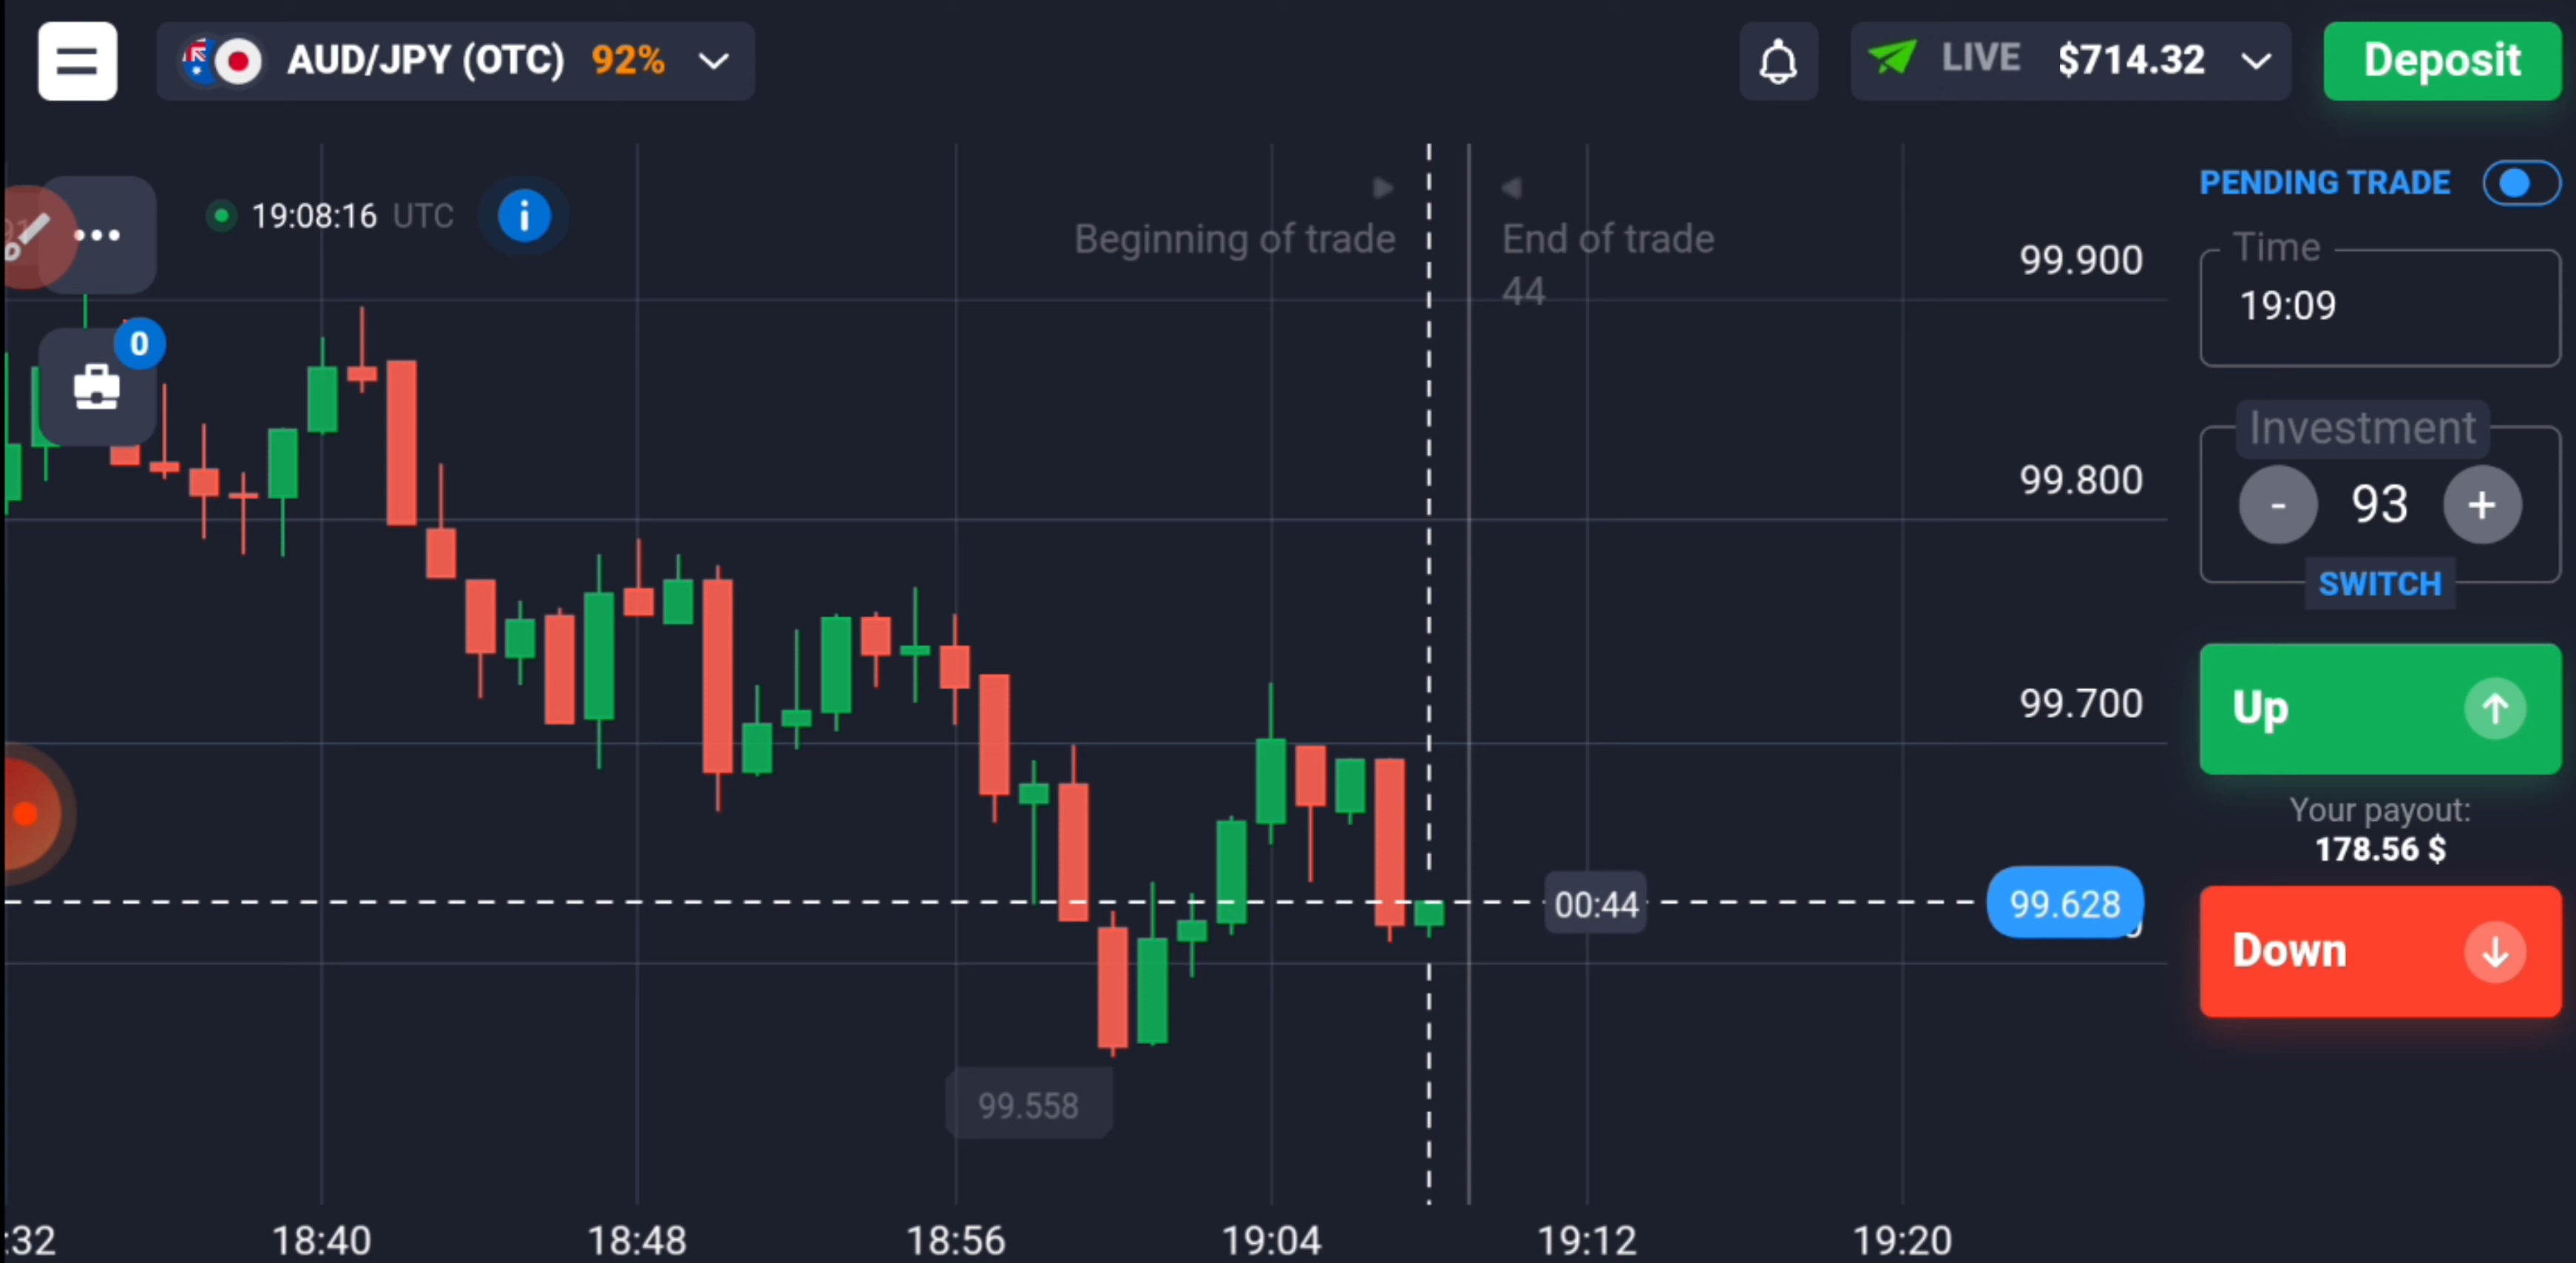 AUD/JPY (OTC) 92%
LIVE $714.32
Deposit
19:08:16 UTC
Beginning of trade
End of trade
44
0
99.900
99.800
99.700
00:44
99.628
99.558
:32
18:40
18:48
18:56
19:04
19:12
19:20
PENDING TRADE
Time
19:09
Investment
- 93 +
SWITCH
Up
Your payout:
178.56 $
Down